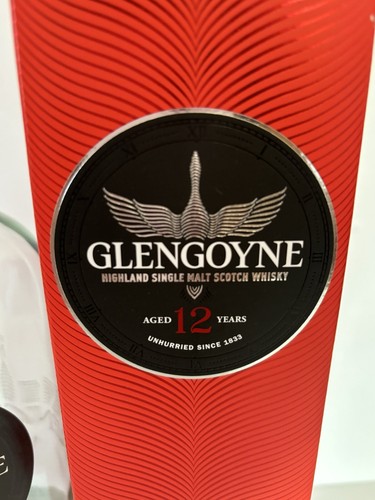 GLENGOYNE
HIGHLAND SINGLE MALT SCOTCH WHISKY
AGED 12 YEARS
UNHURRIED SINCE 1833